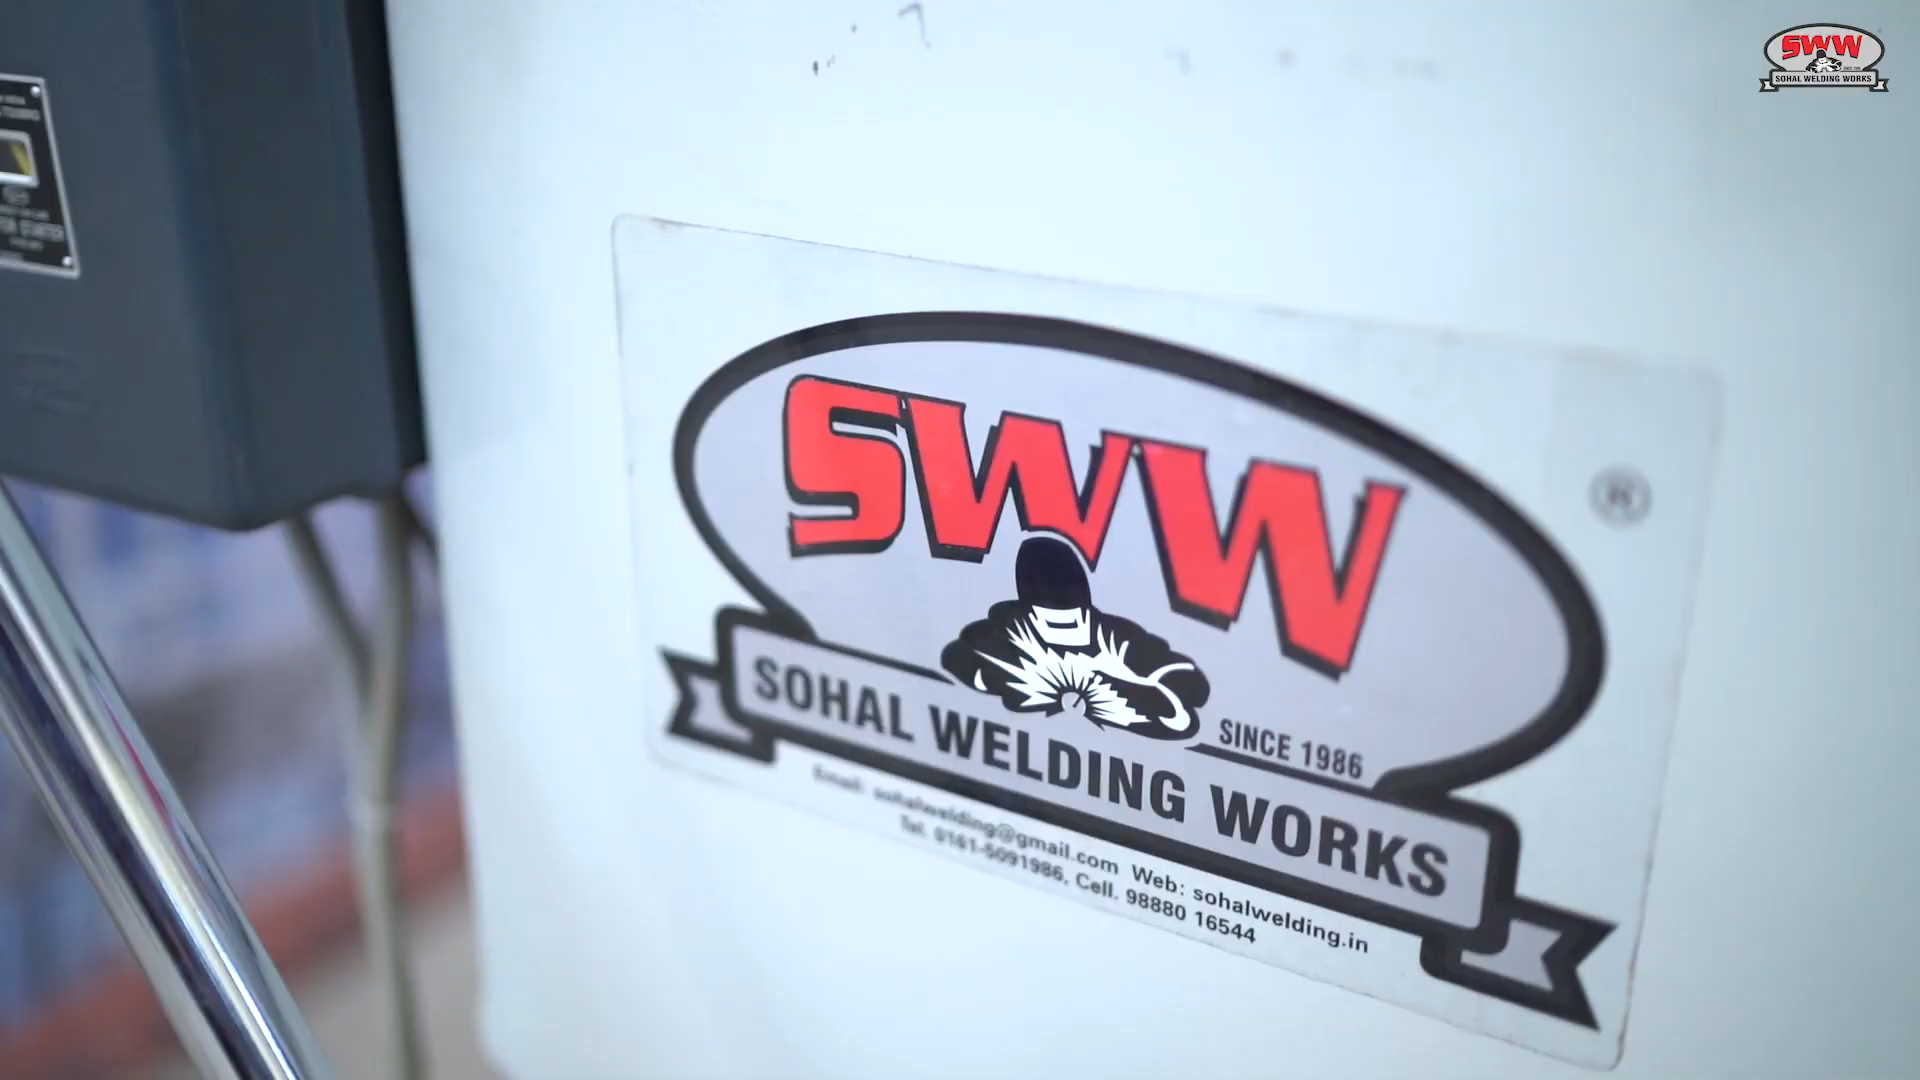 SWW
SOHAL WELDING WORKS
SWW
®
SINCE 1986
SOHAL WELDING WORKS
Email: sohalwelding@gmail.com Web: sohalwelding.in
Tel. 0161-5091986, Cell. 98880 16544
STARTER